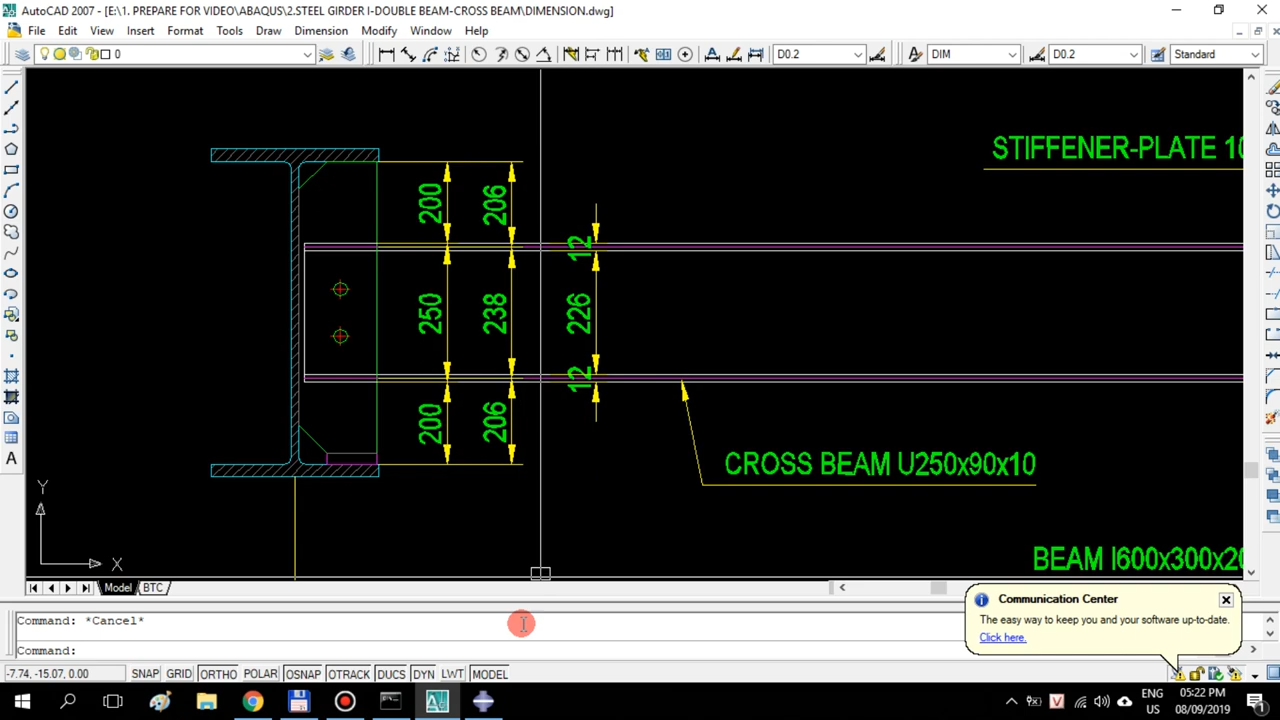 AutoCAD 2007 - [E:\1. PREPARE FOR VIDEO\ABAQUS\2.STEEL GIRDER I-DOUBLE BEAM-CROSS BEAM\DIMENSION.dwg]
File Edit View Insert Format Tools Draw Dimension Modify Window Help
0 D0.2 DIM D0.2 Standard
STIFFENER-PLATE 10
200 206
12
250 238 226
12
200 206
CROSS BEAM U250x90x10
BEAM I600x300x20
Y
X
Model BTC
Communication Center
The easy way to keep you and your software up-to-date.
Click here.
Command: *Cancel*
Command:
-7.74, -15.07, 0.00 SNAP GRID ORTHO POLAR OSNAP OTRACK DUCS DYN LWT MODEL
ENG
US
05:22 PM
08/09/2019
1